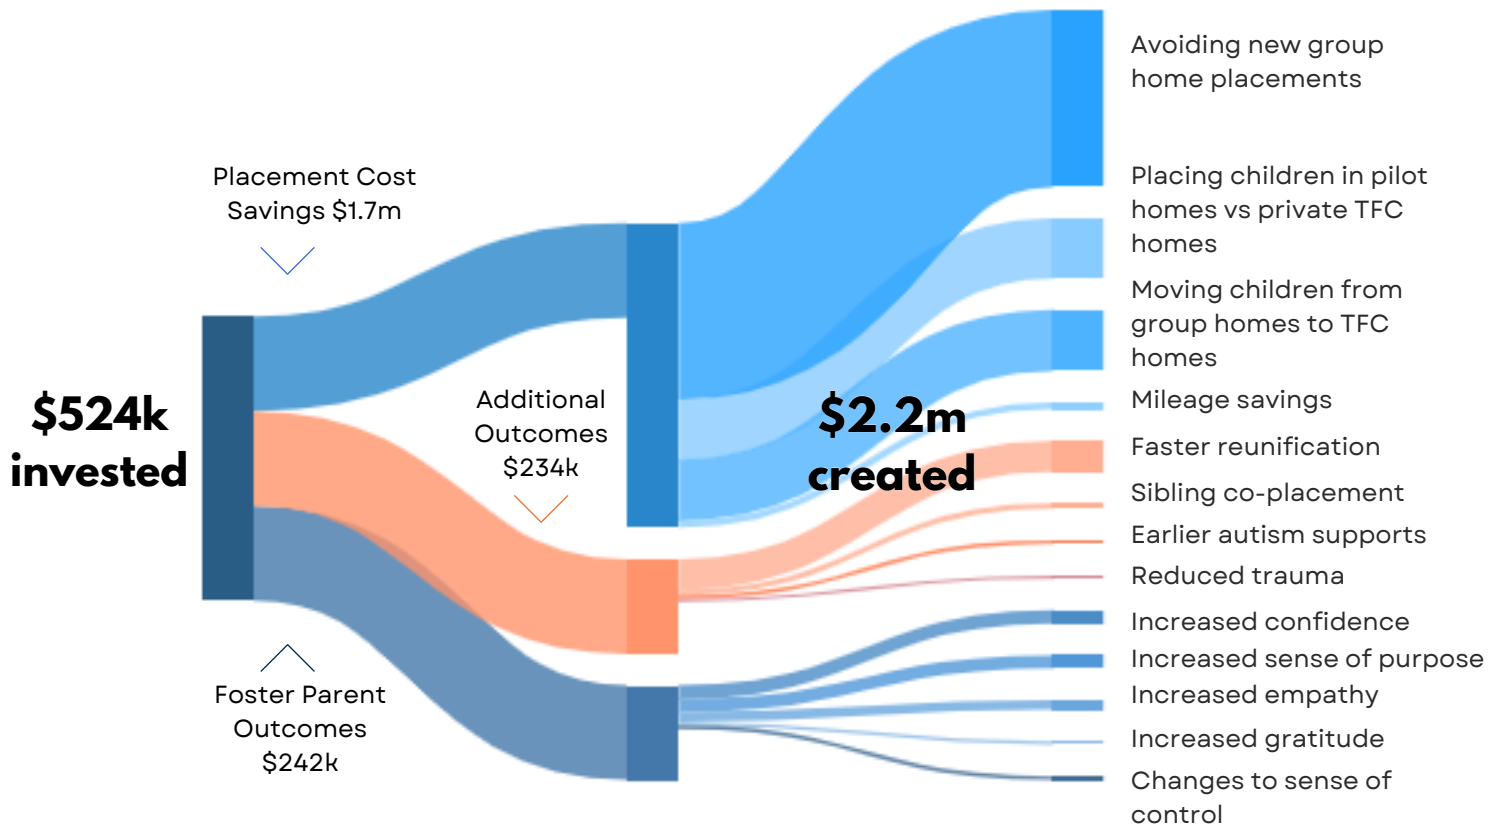 $524k
invested
Placement Cost
Savings $1.7m
Additional
Outcomes
$234k
Foster Parent
Outcomes
$242k
$2.2m
created
Avoiding new group
home placements
Placing children in pilot
homes vs private TFC
homes
Moving children from
group homes to TFC
homes
Mileage savings
Faster reunification
Sibling co-placement
Earlier autism supports
Reduced trauma
Increased confidence
Increased sense of purpose
Increased empathy
Increased gratitude
Changes to sense of
control